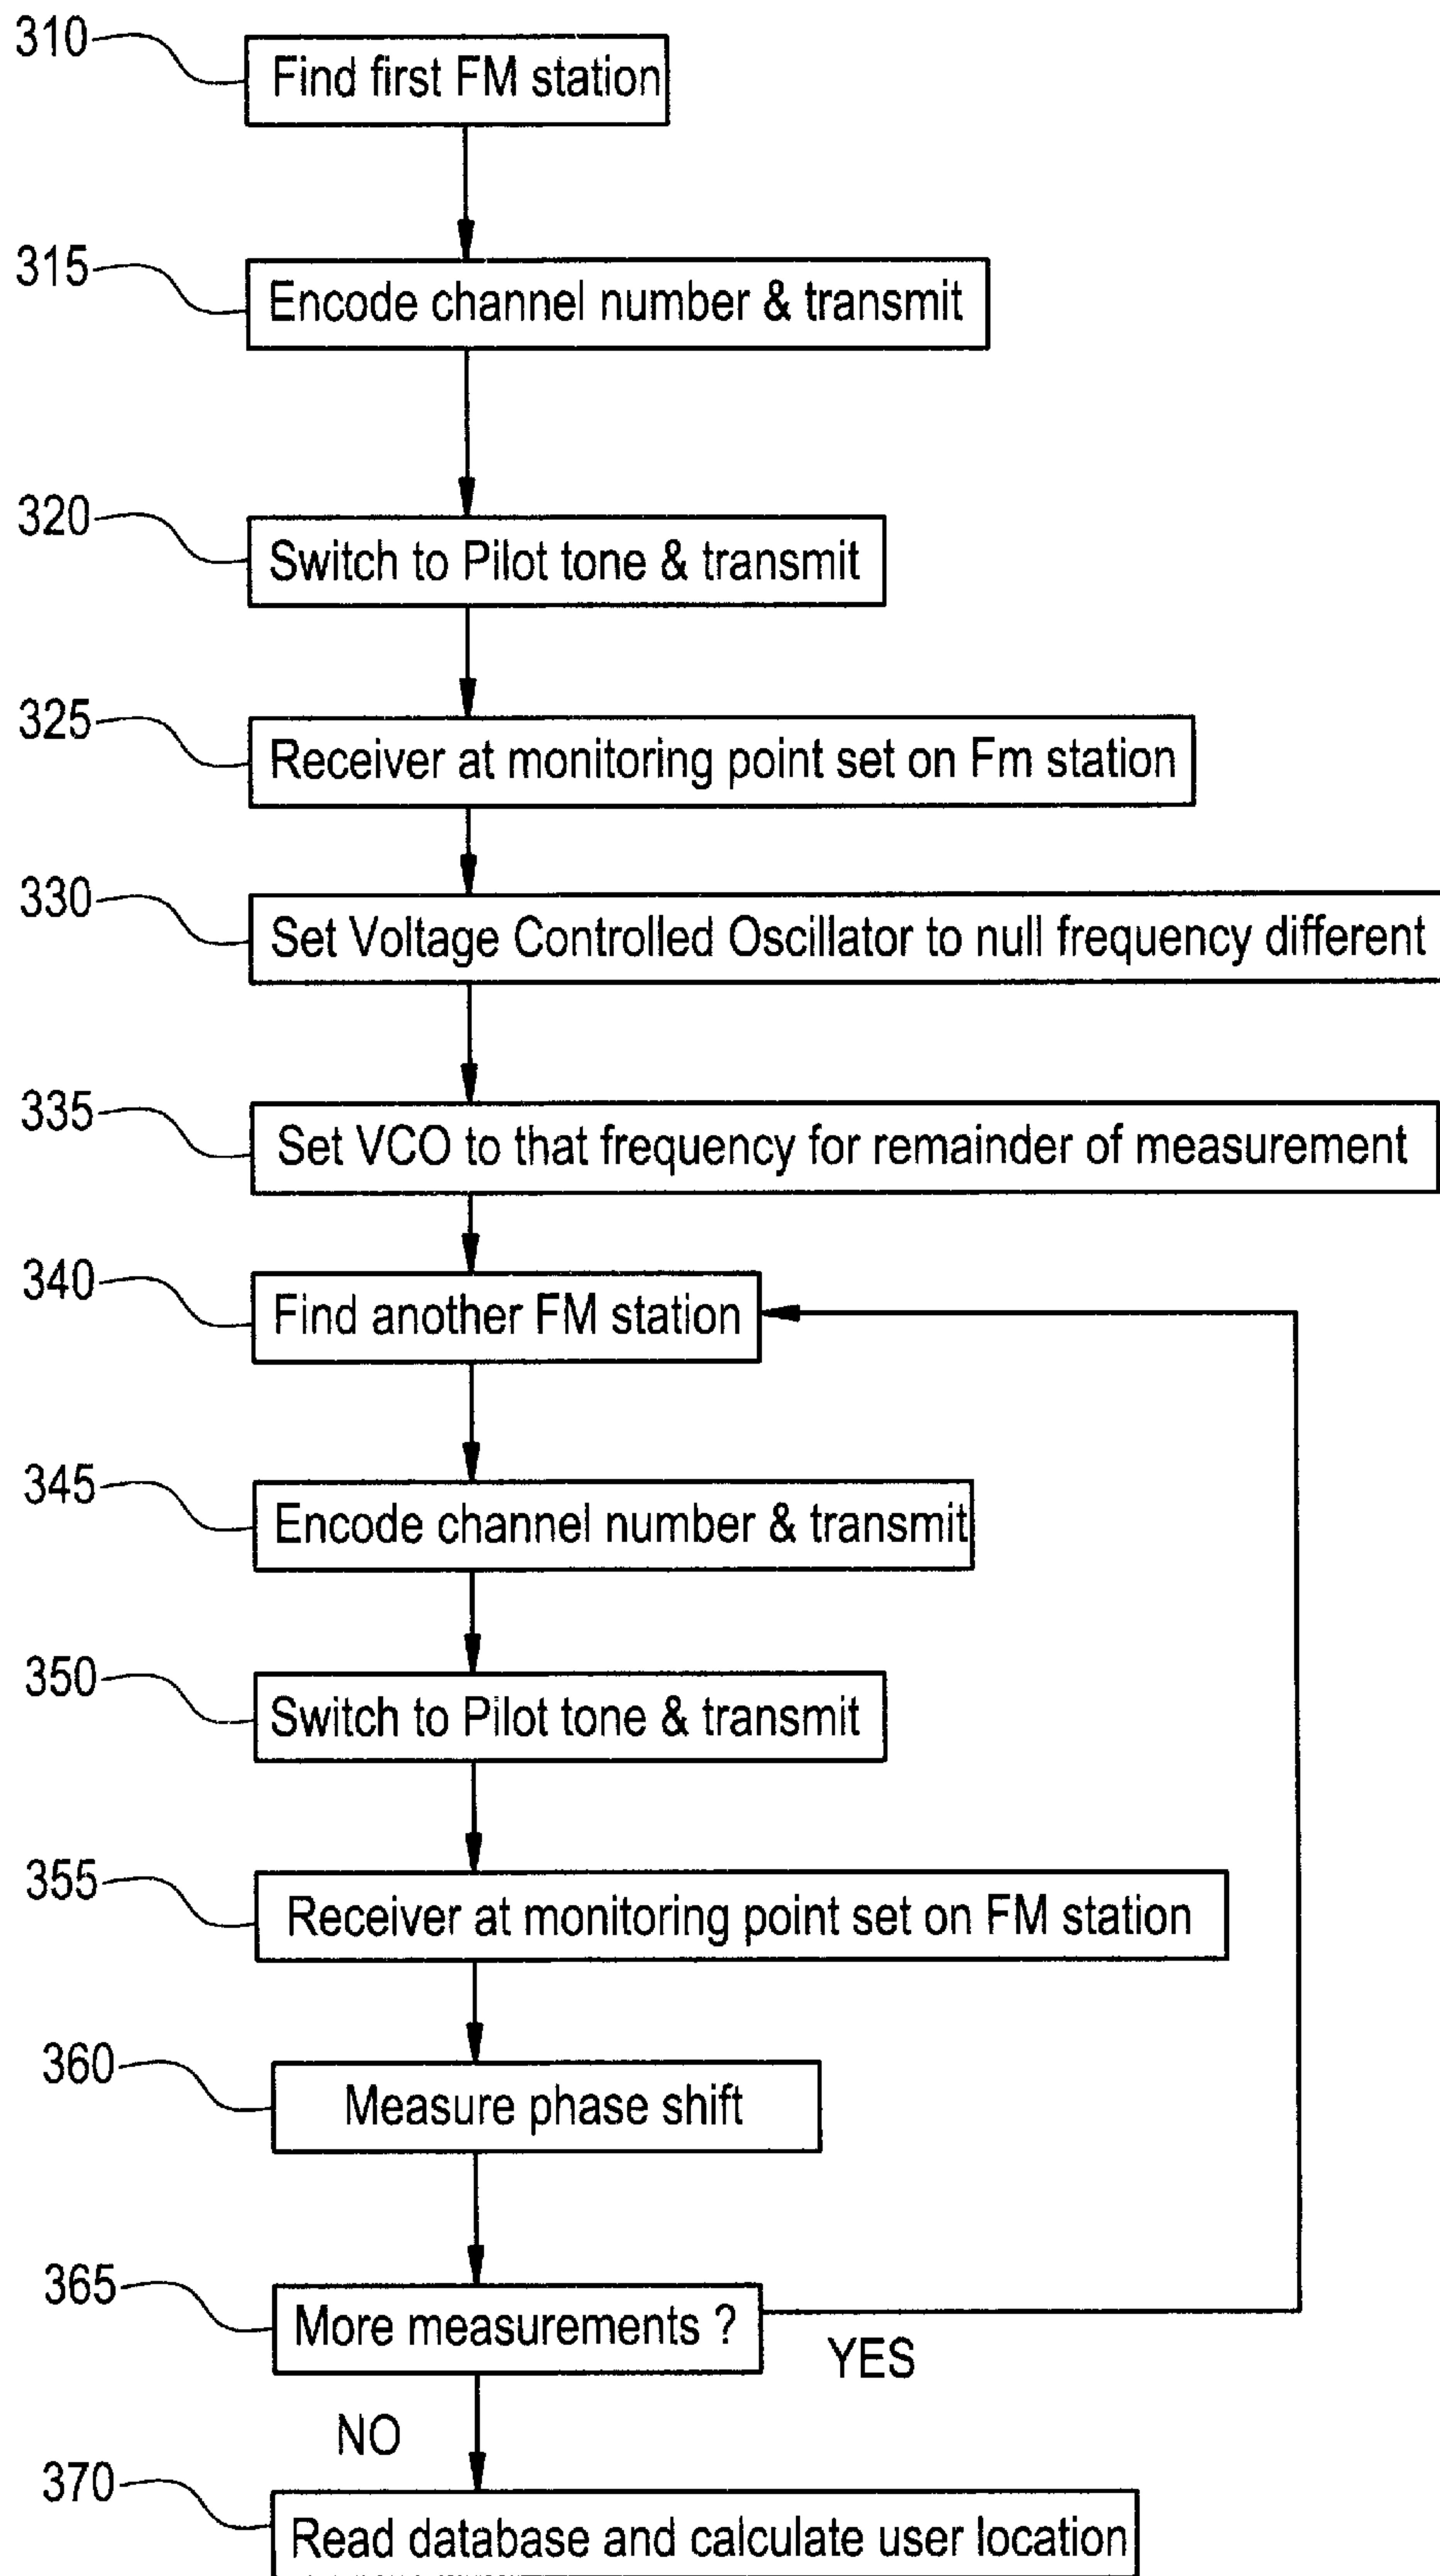 310
Find first FM station
315
Encode channel number & transmit
320
Switch to Pilot tone & transmit
325
Receiver at monitoring point set on Fm station
330
Set Voltage Controlled Oscillator to null frequency different
335
Set VCO to that frequency for remainder of measurement
340
Find another FM station
345
Encode channel number & transmit
350
Switch to Pilot tone & transmit
355
Receiver at monitoring point set on FM station
360
Measure phase shift
365
More measurements ?
YES
NO
370
Read database and calculate user location